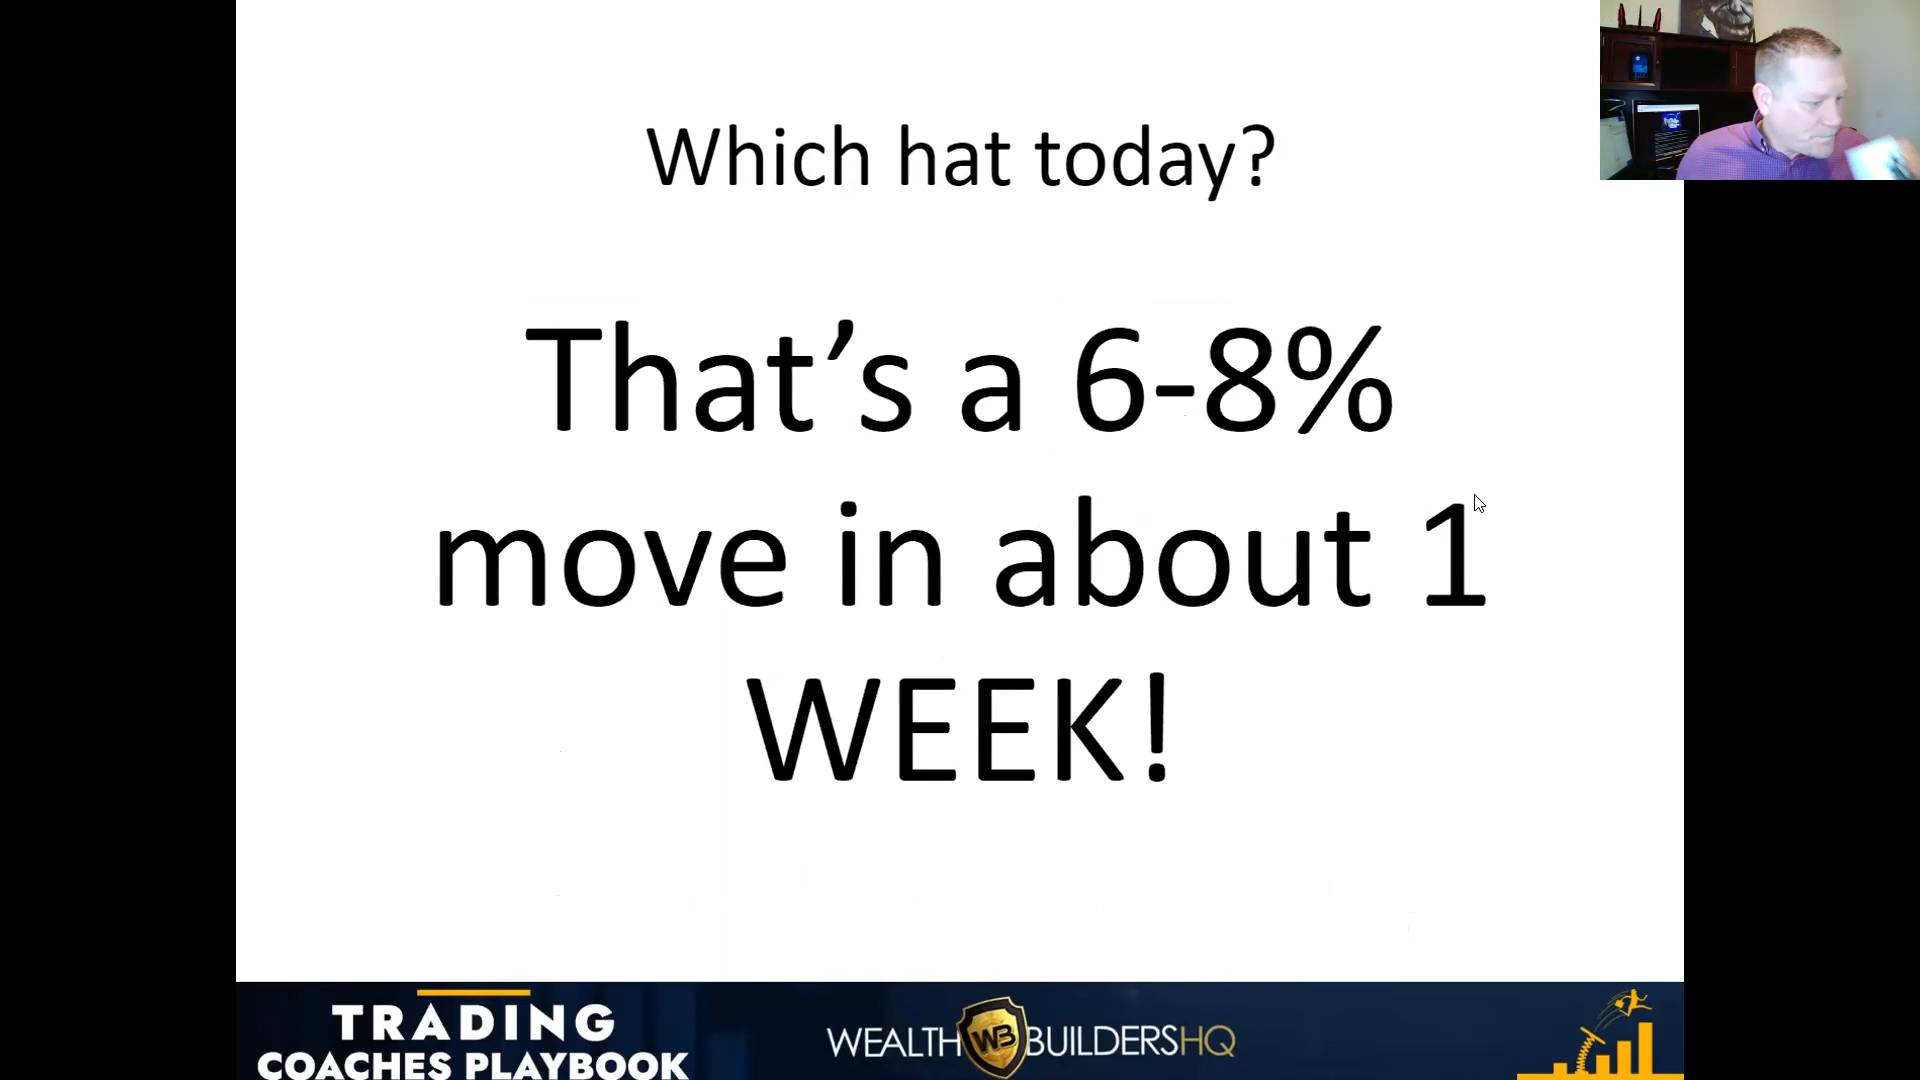 Which hat today?
That’s a 6-8%
move in about 1
WEEK!
TRADING
COACHES PLAYBOOK
WEALTH WB BUILDERSHQ